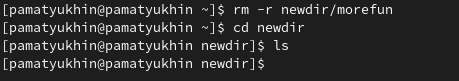 [pamatyukhin@pamatyukhin ~]$ rm -r newdir/morefun
[pamatyukhin@pamatyukhin ~]$ cd newdir
[pamatyukhin@pamatyukhin newdir]$ ls
[pamatyukhin@pamatyukhin newdir]$